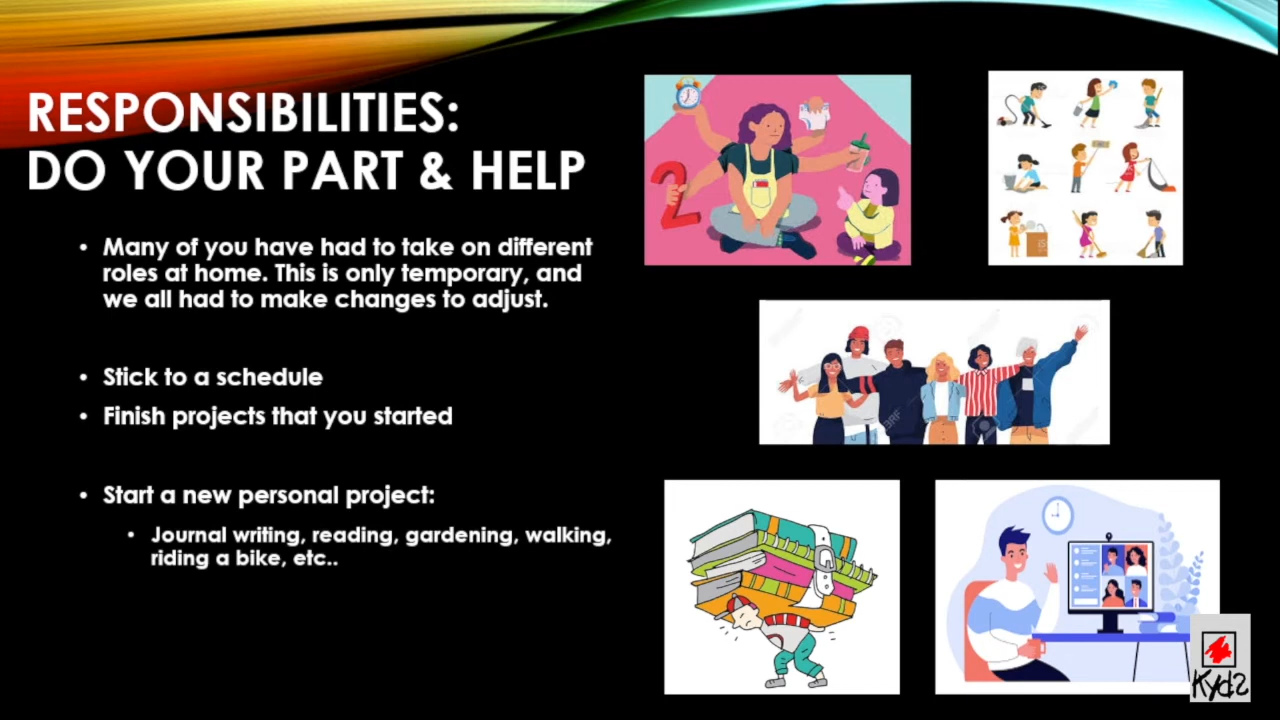 RESPONSIBILITIES:
DO YOUR PART & HELP
• Many of you have had to take on different
roles at home. This is only temporary, and
we all had to make changes to adjust.
• Stick to a schedule
• Finish projects that you started
• Start a new personal project:
• Journal writing, reading, gardening, walking,
riding a bike, etc..
2
Kydz